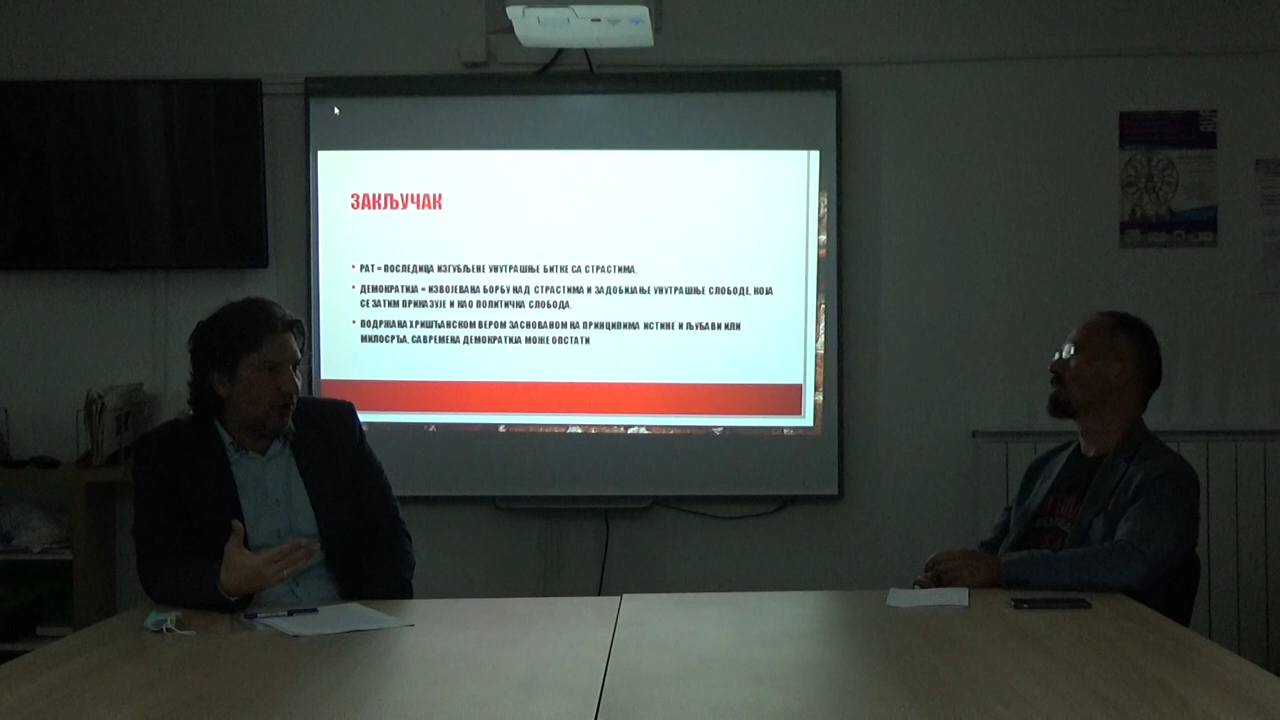 ЗАКЉУЧАК
РАТ = ПОСЛЕДИЦА ИЗГУБЉЕНЕ УНУТРАШЊЕ БИТКЕ СА СТРАСТИМА.
ДЕМОКРАТИЈА = ИЗВОЈЕВАНА БОРБУ НАД СТРАСТИМА И ЗАДОБИЈАЊЕ УНУТРАШЊЕ СЛОБОДЕ, КОЈА
СЕ ЗАТИМ ПРИКАЗУЈЕ И КАО ПОЛИТИЧКА СЛОБОДА.
ПОДРЖАНА ХРИШЋАНСКОМ ВЕРОМ ЗАСНОВАНОМ НА ПРИНЦИПИМА ИСТИНЕ И ЉУБАВИ ИЛИ
МИЛОСРЂА, САВРЕМЕНА ДЕМОКРАТИЈА МОЖЕ ОПСТАТИ